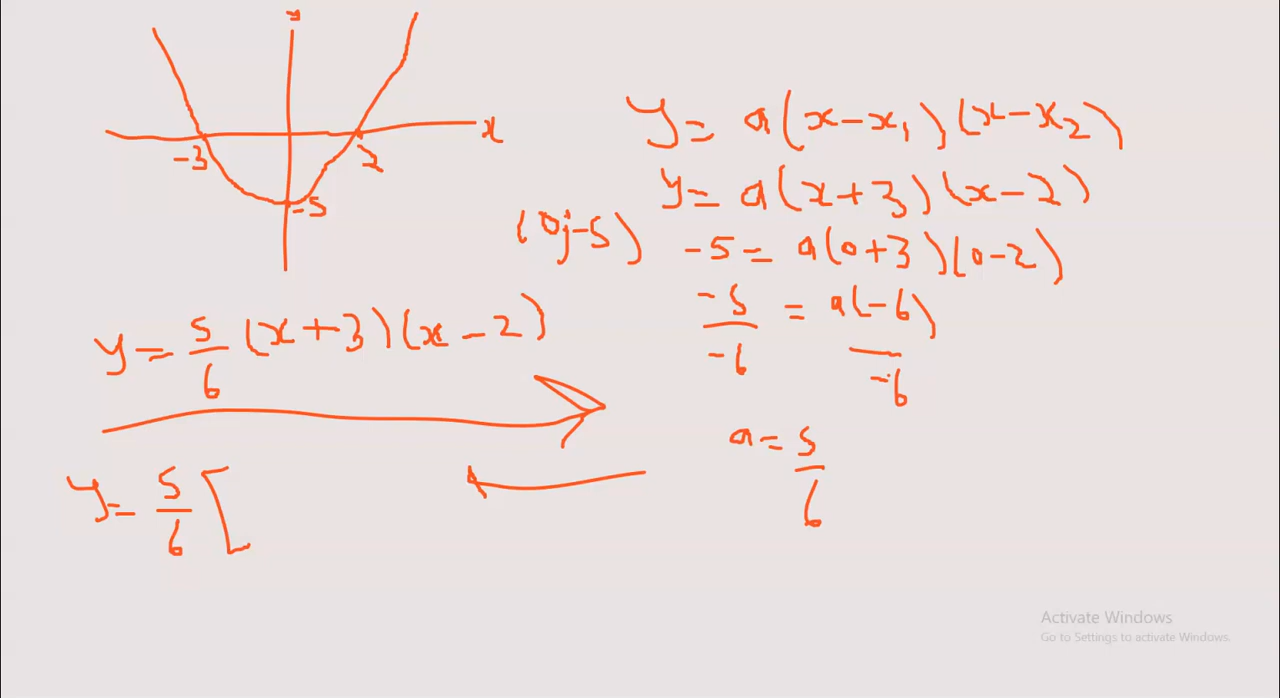 y
x
-3
2
-5
y = a(x-x₁)(x-x₂)
y = a(x+3)(x-2)
(0;-5)
-5 = a(0+3)(0-2)
-5/-6 = a(-6)/-6
a = 5/6
y = 5/6 (x+3)(x-2)
y = 5/6 [
Activate Windows
Go to Settings to activate Windows.